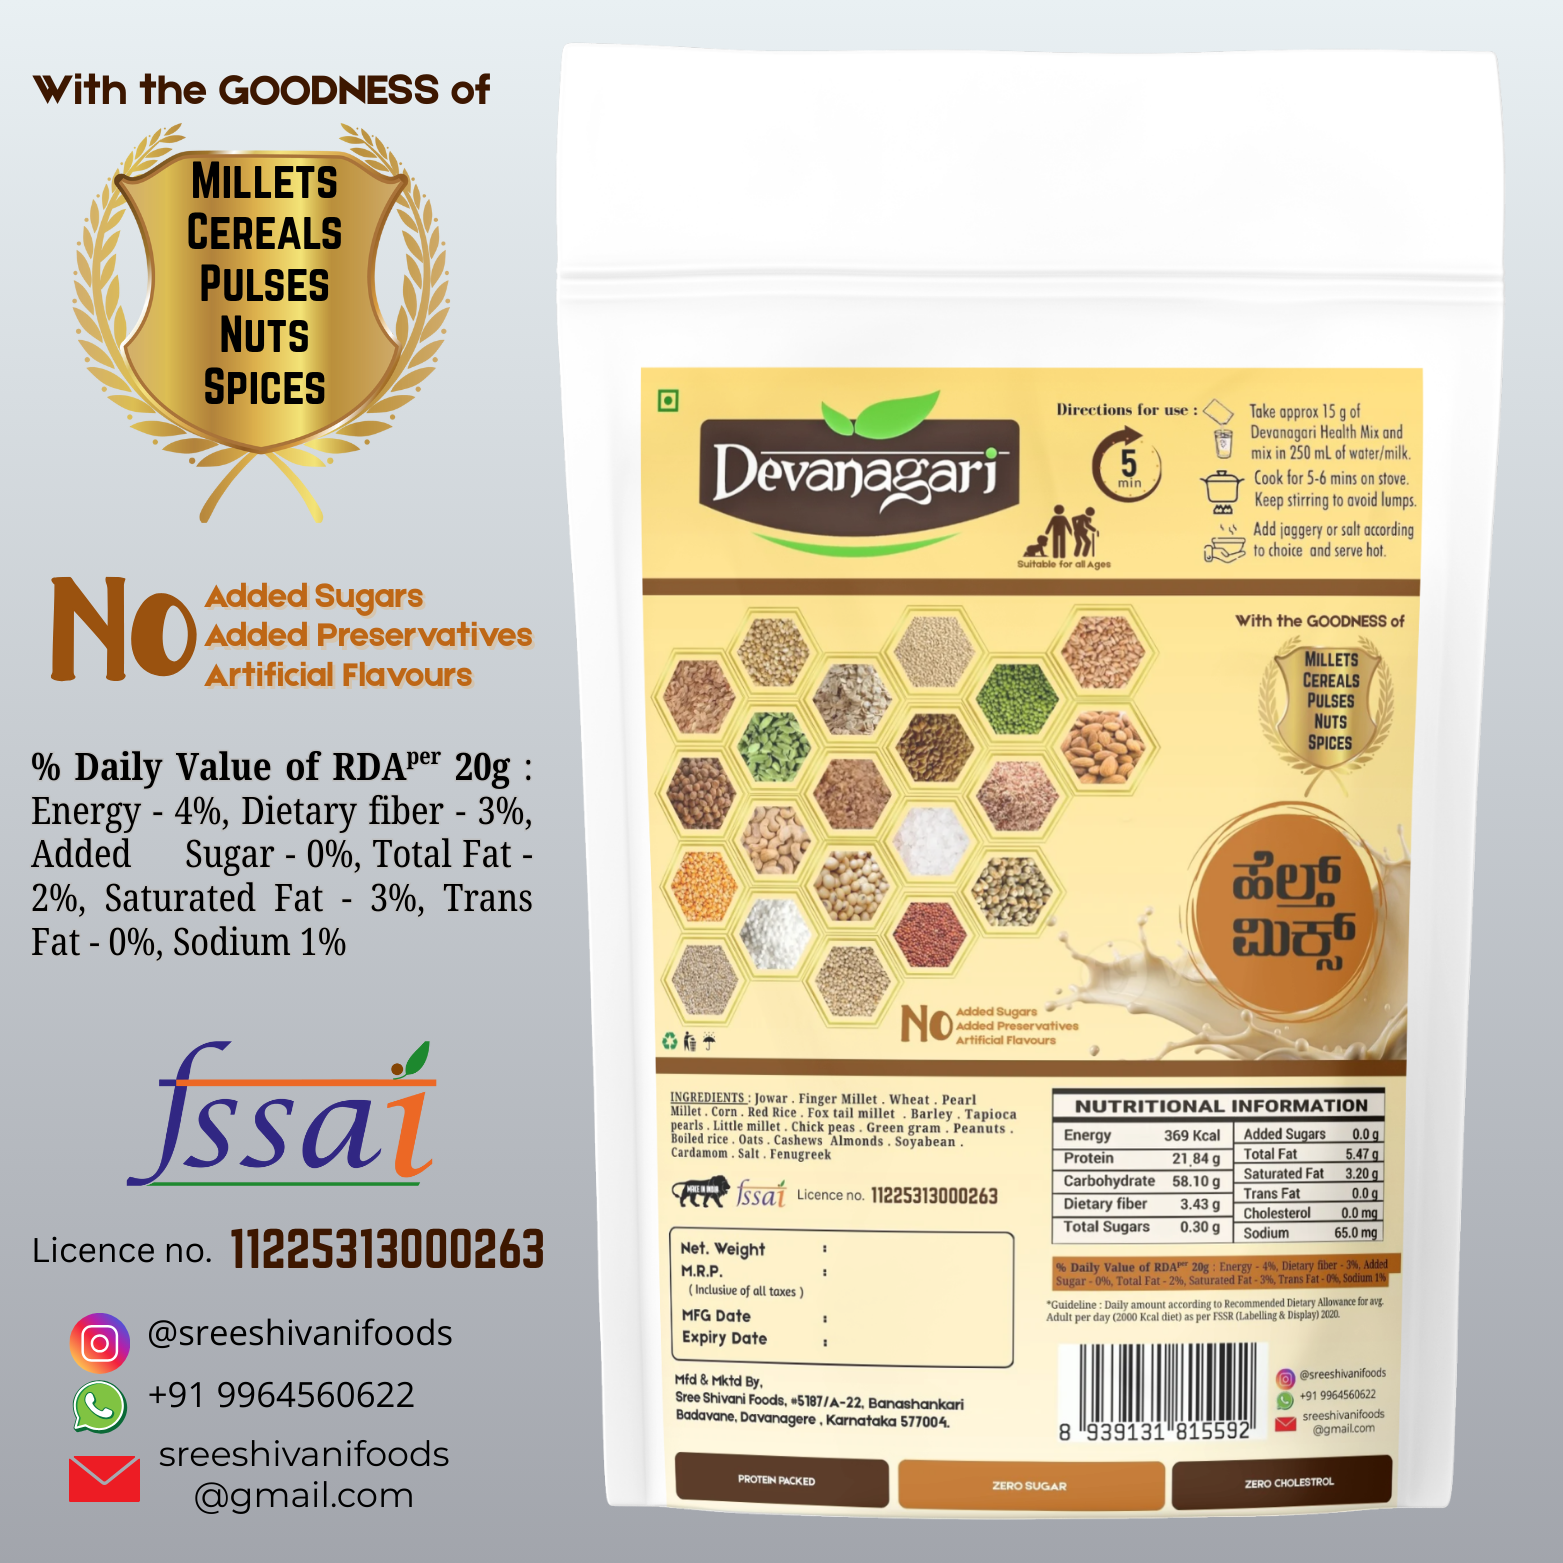 With the GOODNESS of
MILLETS
CEREALS
PULSES
NUTS
SPICES
No
Added Sugars
Added Preservatives
Artificial Flavours
% Daily Value of RDAper 20g :
Energy - 4%, Dietary fiber - 3%,
Added Sugar - 0%, Total Fat -
2%, Saturated Fat - 3%, Trans
Fat - 0%, Sodium 1%
fssai
Licence no. 11225313000263
@sreeshivanifoods
+91 9964560622
sreeshivanifoods
@gmail.com
Devanagari
Directions for use :
5
min
Suitable for all Ages
Take approx 15 g of
Devanagari Health Mix and
mix in 250 mL of water/milk.
Cook for 5-6 mins on stove.
Keep stirring to avoid lumps.
Add jaggery or salt according
to choice and serve hot.
With the GOODNESS of
MILLETS
CEREALS
PULSES
NUTS
SPICES
ಹೆಲ್ತ್
ಮಿಕ್ಸ್
No
Added Sugars
Added Preservatives
Artificial Flavours
INGREDIENTS : Jowar . Finger Millet . Wheat . Pearl
Millet . Corn . Red Rice . Fox tail millet . Barley . Tapioca
pearls . Little millet . Chick peas . Green gram . Peanuts .
Boiled rice . Oats . Cashews Almonds . Soyabean .
Cardamom . Salt . Fenugreek
MAKE IN INDIA
fssai
Licence no. 11225313000263
Net. Weight :
M.R.P. :
( Inclusive of all taxes )
MFG Date :
Expiry Date :
Mfd & Mktd By,
Sree Shivani Foods, #5187/A-22, Banashankari
Badavane, Davanagere , Karnataka 577004.
NUTRITIONAL INFORMATION
Energy 369 Kcal
Protein 21.84 g
Carbohydrate 58.10 g
Dietary fiber 3.43 g
Total Sugars 0.30 g
Added Sugars 0.0 g
Total Fat 5.47 g
Saturated Fat 3.20 g
Trans Fat 0.0 g
Cholesterol 0.0 mg
Sodium 65.0 mg
% Daily Value of RDAper 20g : Energy - 4%, Dietary fiber - 3%, Added
Sugar - 0%, Total Fat - 2%, Saturated Fat - 3%, Trans Fat - 0%, Sodium 1%
*Guideline : Daily amount according to Recommended Dietary Allowance for avg.
Adult per day (2000 Kcal diet) as per FSSR (Labelling & Display) 2020.
8 939131 815592
@sreeshivanifoods
+91 9964560622
sreeshivanifoods
@gmail.com
PROTEIN PACKED
ZERO SUGAR
ZERO CHOLESTROL